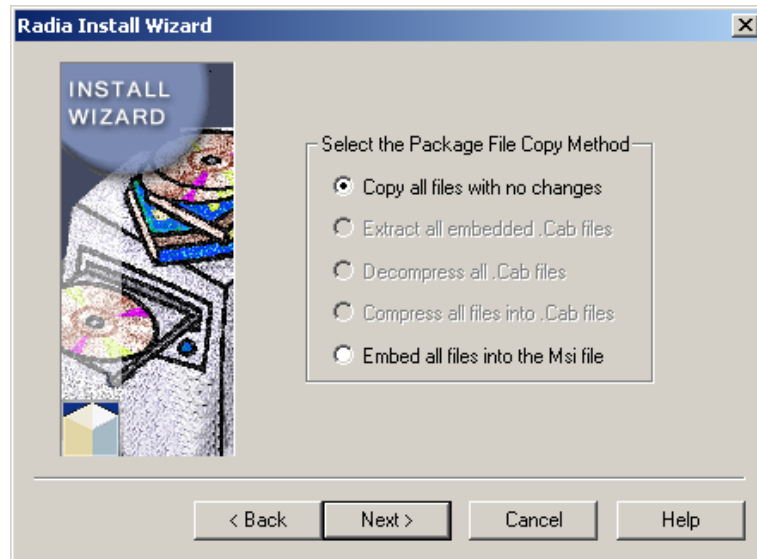 Radia Install Wizard
INSTALL
WIZARD
Select the Package File Copy Method
Copy all files with no changes
Extract all embedded .Cab files
Decompress all .Cab files
Compress all files into .Cab files
Embed all files into the Msi file
< Back
Next >
Cancel
Help